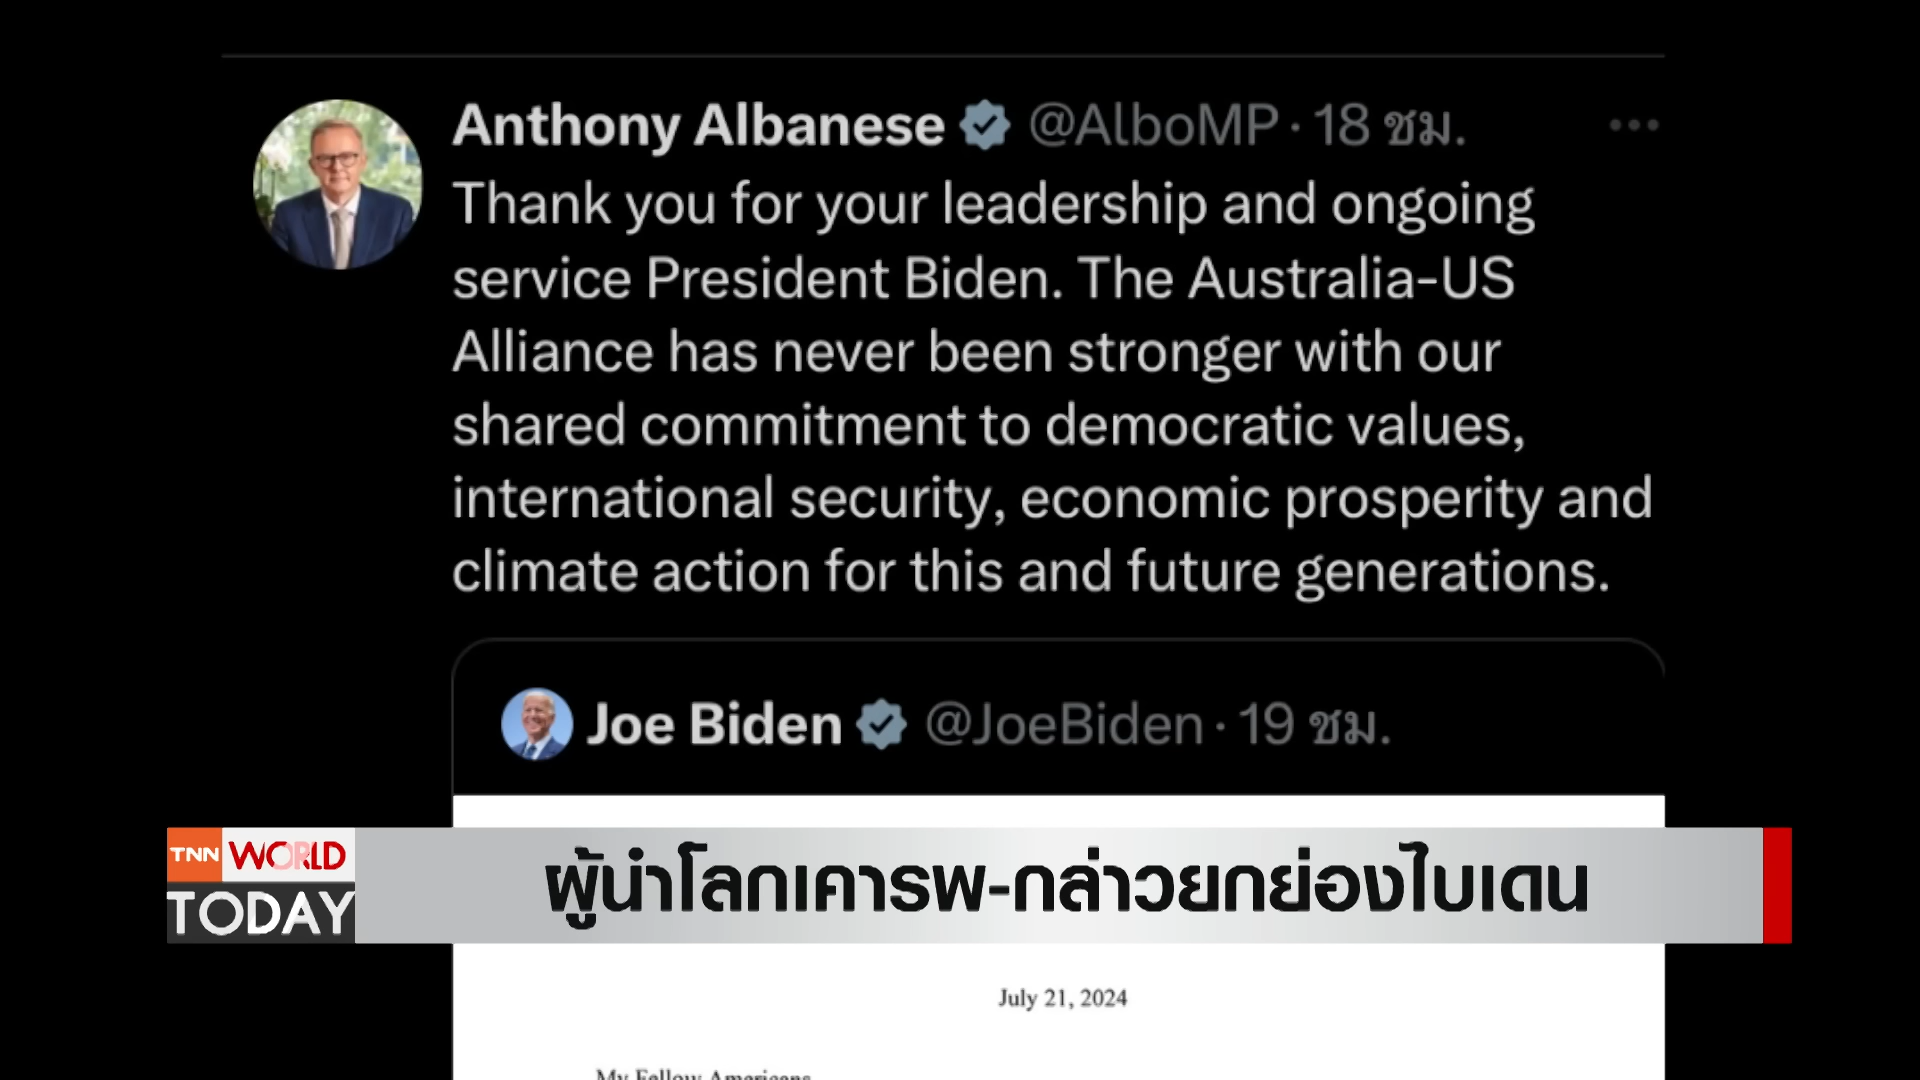 Anthony Albanese @AlboMP · 18 ชม.
Thank you for your leadership and ongoing
service President Biden. The Australia-US
Alliance has never been stronger with our
shared commitment to democratic values,
international security, economic prosperity and
climate action for this and future generations.
Joe Biden @JoeBiden · 19 ชม.
TNN WORLD
TODAY
ผู้นำโลกเคารพ-กล่าวยกย่องไบเดน
July 21, 2024
My Fellow Americans